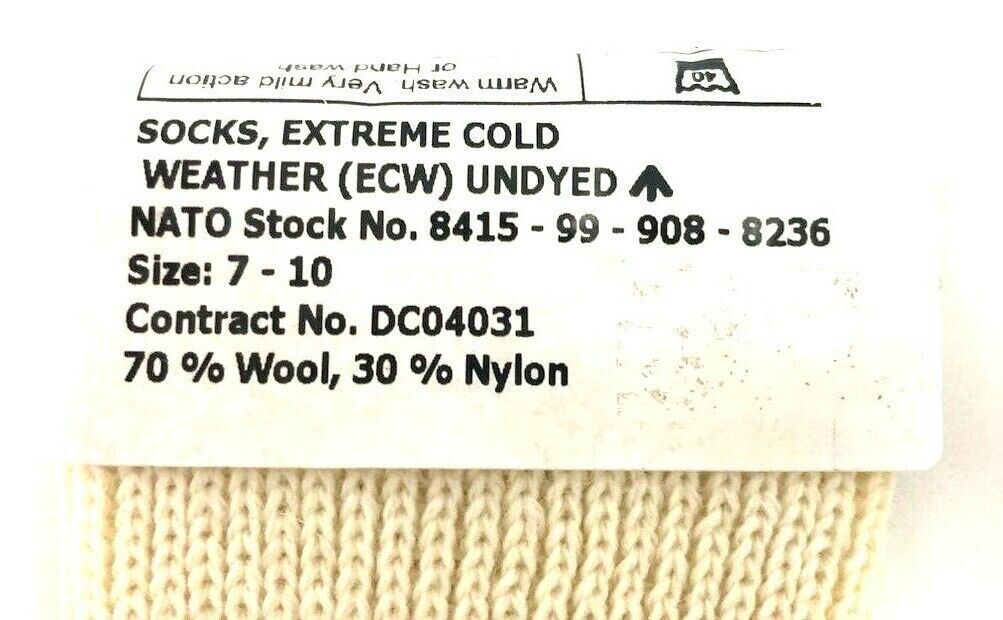 Warm wash. Very mild action
or Hand wash
40
SOCKS, EXTREME COLD
WEATHER (ECW) UNDYED
NATO Stock No. 8415 - 99 - 908 - 8236
Size: 7 - 10
Contract No. DC04031
70 % Wool, 30 % Nylon